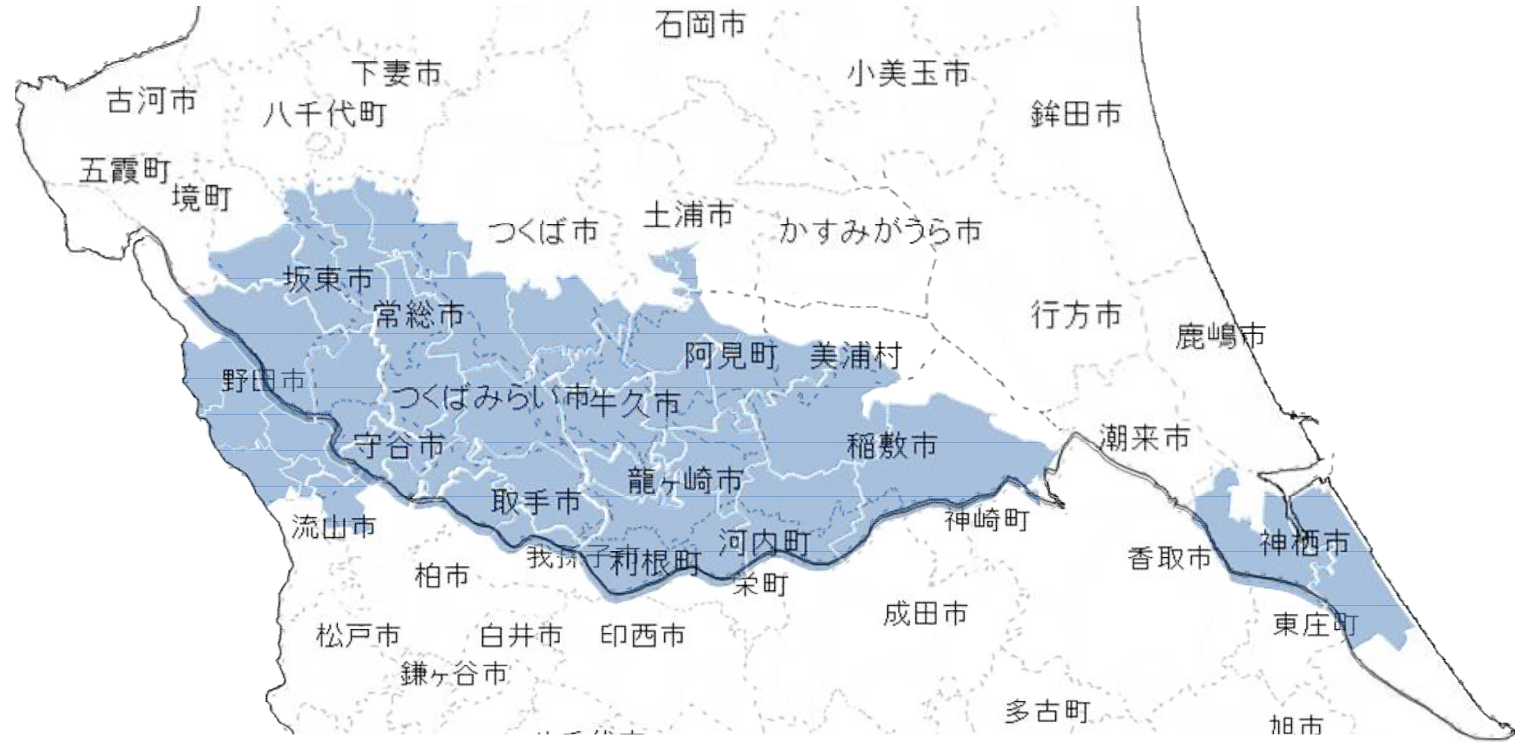 石岡市
下妻市
小美玉市
古河市
八千代町
鉾田市
五霞町
境町
つくば市
土浦市
かすみがうら市
坂東市
常総市
行方市
鹿嶋市
阿見町
美浦村
野田市
つくばみらい市
牛久市
守谷市
稲敷市
潮来市
龍ヶ崎市
取手市
流山市
神崎町
河内町
神栖市
我孫子市
利根町
香取市
柏市
栄町
成田市
東庄町
松戸市
白井市
印西市
鎌ヶ谷市
多古町
旭市